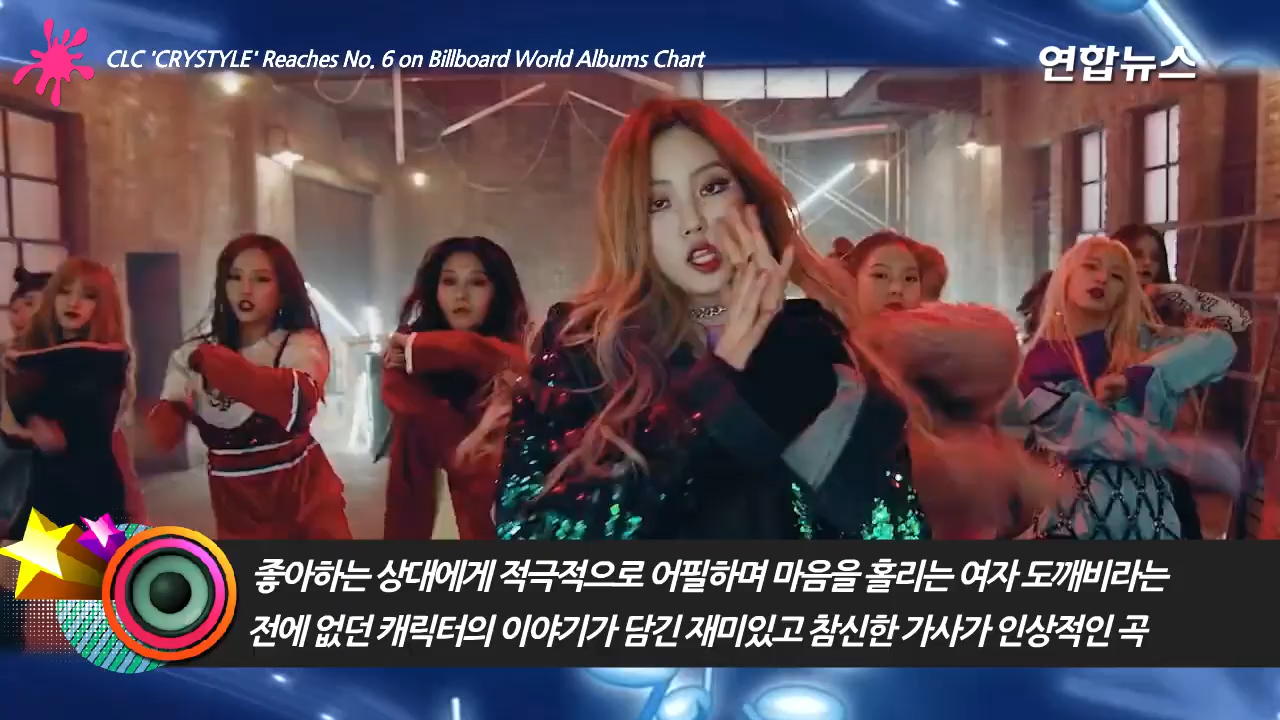 CLC 'CRYSTYLE' Reaches No. 6 on Billboard World Albums Chart
연합뉴스
좋아하는 상대에게 적극적으로 어필하며 마음을 홀리는 여자 도깨비라는
전에 없던 캐릭터의 이야기가 담긴 재미있고 참신한 가사가 인상적인 곡